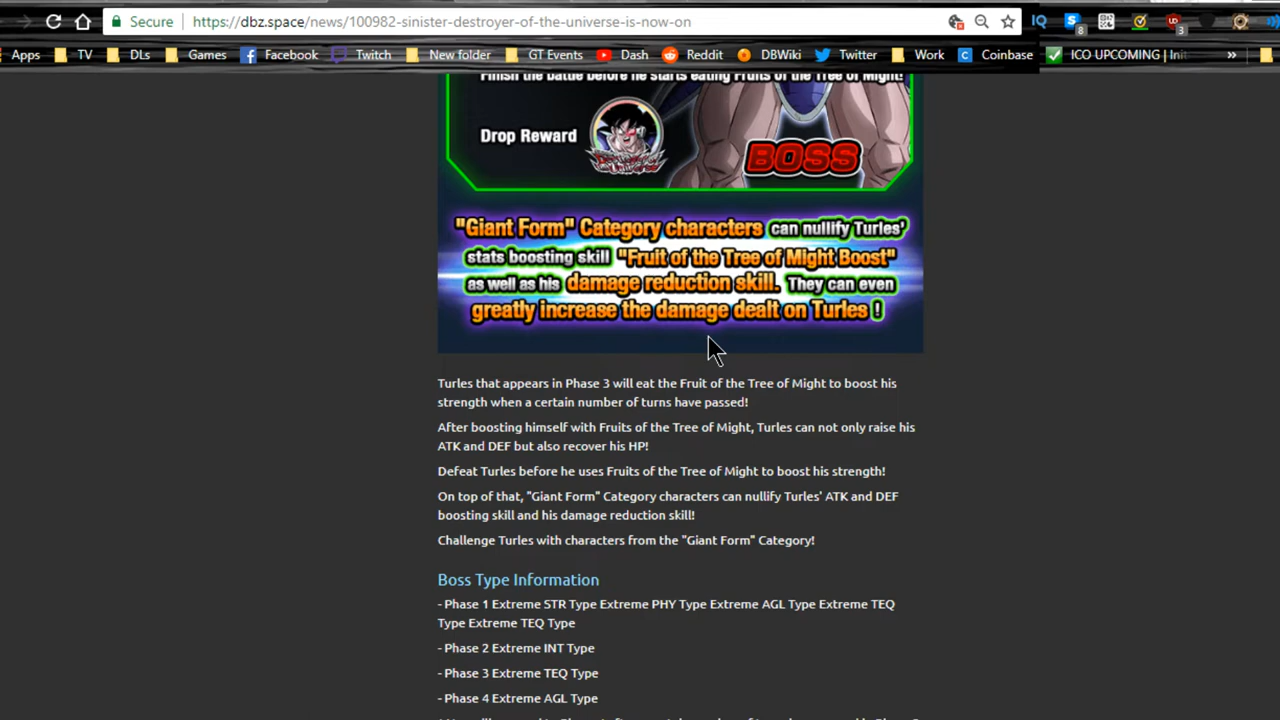 Secure https://dbz.space/news/100982-sinister-destroyer-of-the-universe-is-now-on
8 3
Apps TV DLs Games Facebook Twitch New folder GT Events Dash Reddit DBWiki Twitter Work Coinbase ICO UPCOMING | Init »
Finish the battle before he starts eating Fruits of the Tree of Might!
Drop Reward
BOSS
"Giant Form" Category characters can nullify Turles'
stats boosting skill "Fruit of the Tree of Might Boost"
as well as his damage reduction skill. They can even
greatly increase the damage dealt on Turles !
Turles that appears in Phase 3 will eat the Fruit of the Tree of Might to boost his
strength when a certain number of turns have passed!
After boosting himself with Fruits of the Tree of Might, Turles can not only raise his
ATK and DEF but also recover his HP!
Defeat Turles before he uses Fruits of the Tree of Might to boost his strength!
On top of that, "Giant Form" Category characters can nullify Turles' ATK and DEF
boosting skill and his damage reduction skill!
Challenge Turles with characters from the "Giant Form" Category!
Boss Type Information
- Phase 1 Extreme STR Type Extreme PHY Type Extreme AGL Type Extreme TEQ
Type Extreme TEQ Type
- Phase 2 Extreme INT Type
- Phase 3 Extreme TEQ Type
- Phase 4 Extreme AGL Type